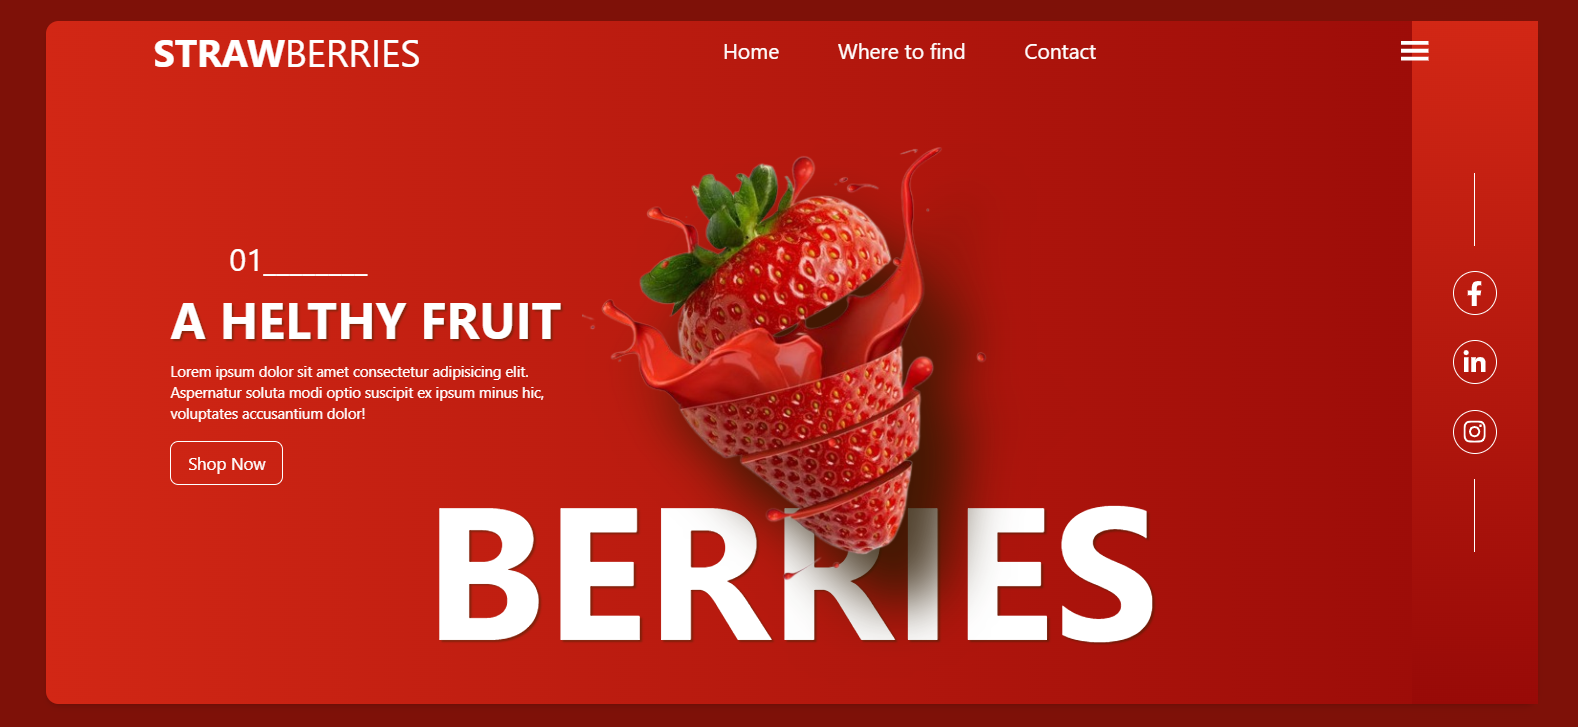 STRAWBERRIES
Home
Where to find
Contact
01________
A HELTHY FRUIT
Lorem ipsum dolor sit amet consectetur adipisicing elit.
Aspernatur soluta modi optio suscipit ex ipsum minus hic,
voluptates accusantium dolor!
Shop Now
BERRIES